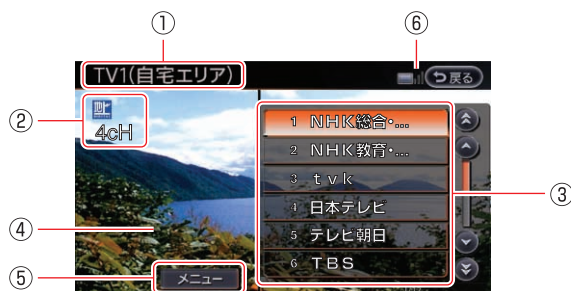 ① ⑥
TV1(自宅エリア) 戻る
② 地上
4cH
1 NHK総合・...
2 NHK教育・...
3 tvk ③
④ 4 日本テレビ
5 テレビ朝日
⑤ メニュー 6 TBS